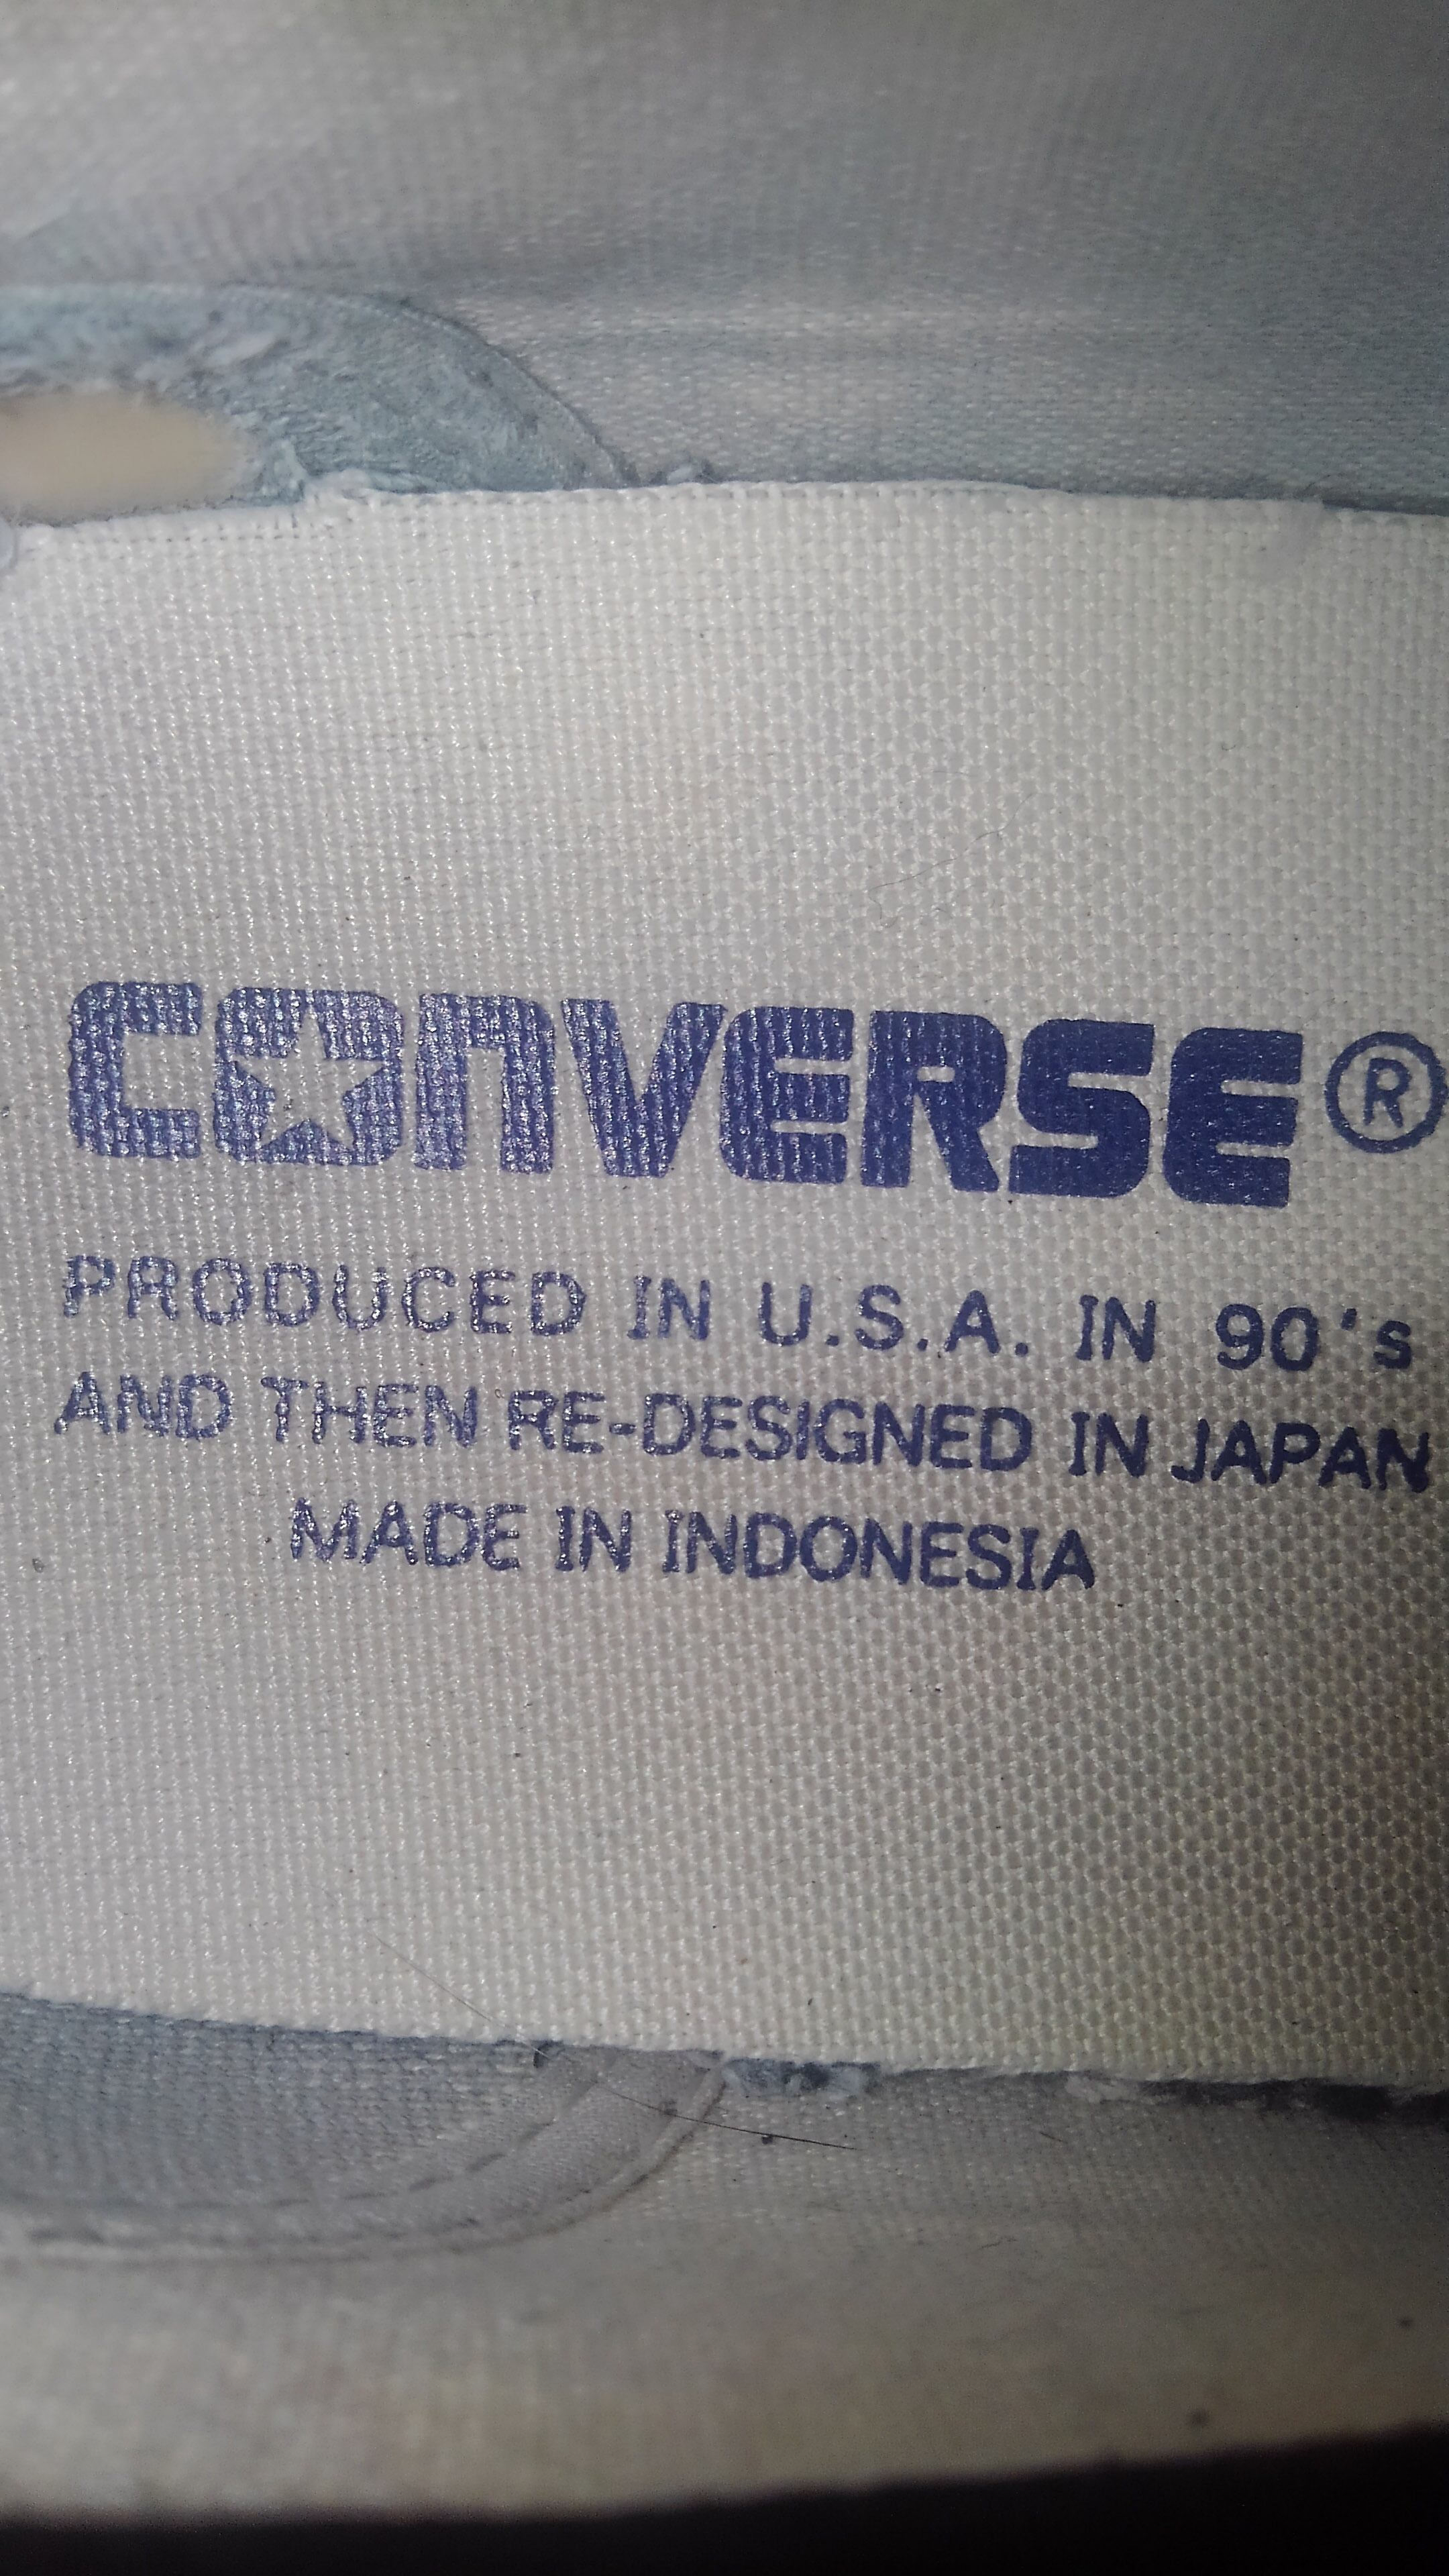 CONVERSE®
PRODUCED IN U.S.A. IN 90's
AND THEN RE-DESIGNED IN JAPAN
MADE IN INDONESIA